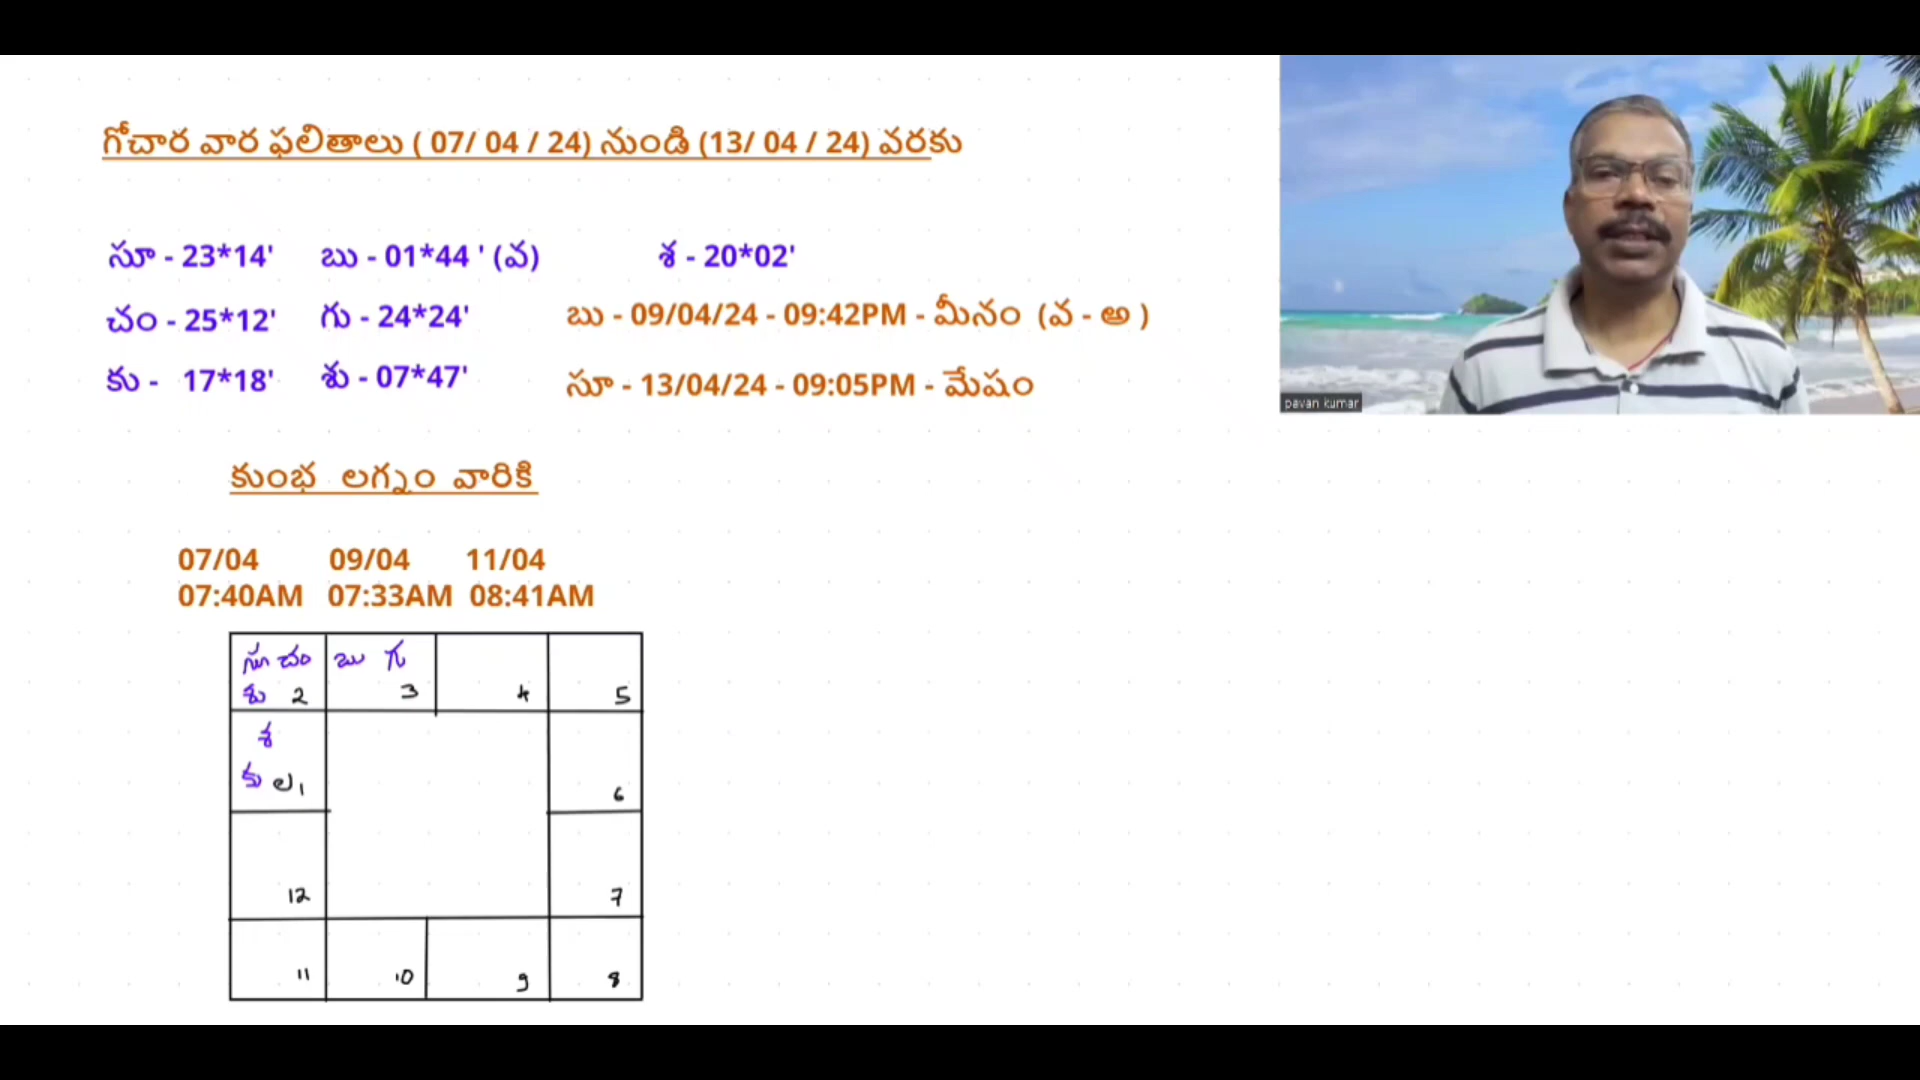 గోచార వార ఫలితాలు ( 07/ 04 / 24) నుండి (13/ 04 / 24) వరకు
సూ - 23*14' బు - 01*44 ' (వ) శ - 20*02'
చం - 25*12' గు - 24*24' బు - 09/04/24 - 09:42PM - మీనం (వ - అ )
కు - 17*18' శు - 07*47' సూ - 13/04/24 - 09:05PM - మేషం
pavan kumar
కుంభ లగ్నం వారికి
07/04 09/04 11/04
07:40AM 07:33AM 08:41AM
సూ చం బు గు
శు 2 3 4 5
శ
కు ల 1 6
12 7
11 10 9 8